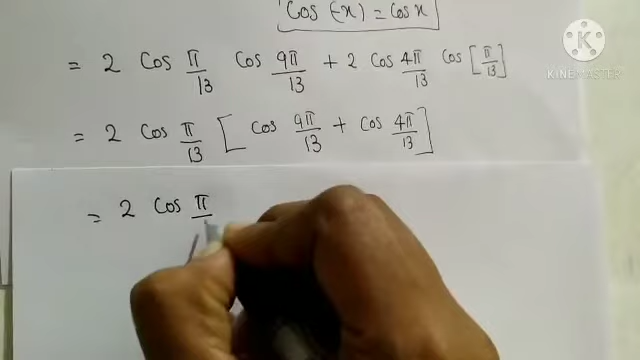 Cos (-x) = Cos x
= 2 Cos π/13 Cos 9π/13 + 2 Cos 4π/13 Cos [π/13]
KINEMASTER
= 2 Cos π/13 [Cos 9π/13 + Cos 4π/13]
= 2 Cos π